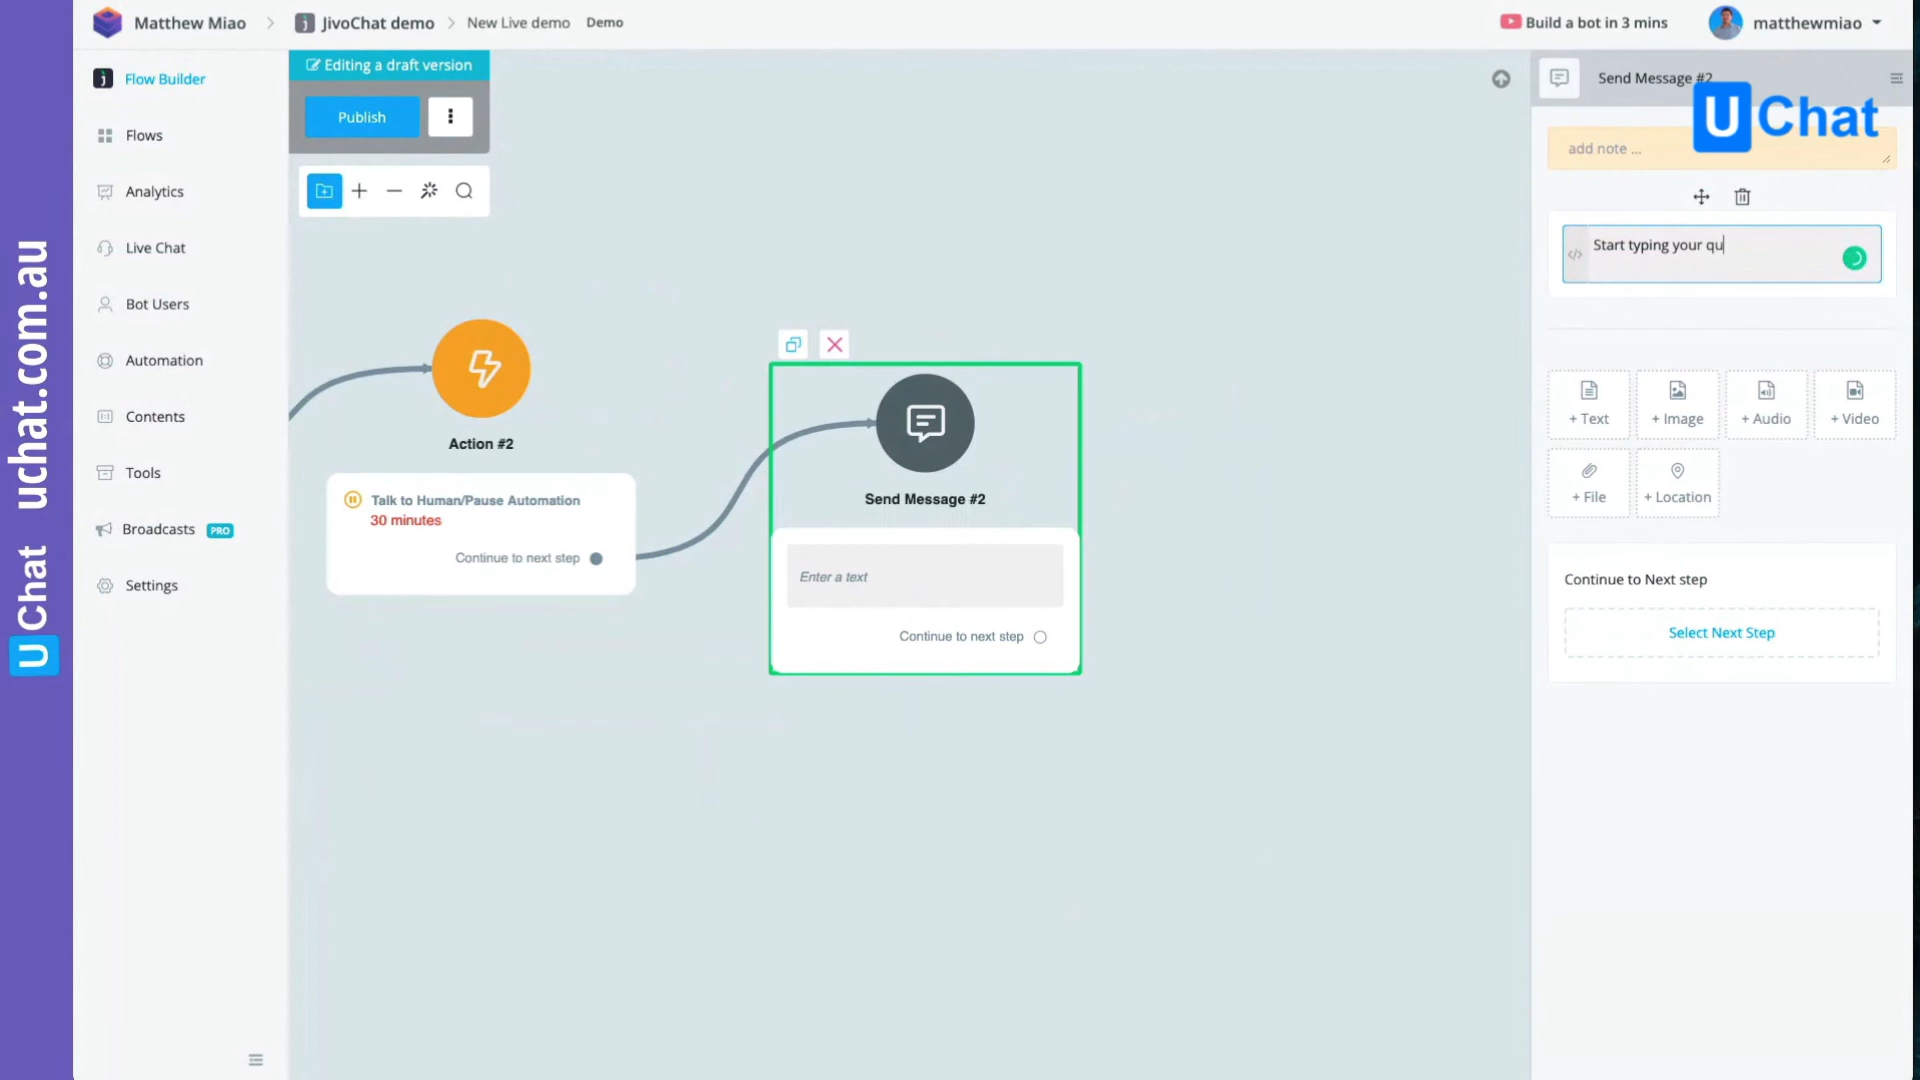 UChat uchat.com.au
Matthew Miao
JivoChat demo
New Live demo
Demo
Build a bot in 3 mins
matthewmiao
Flow Builder
Flows
Analytics
Live Chat
Bot Users
Automation
Contents
Tools
Broadcasts PRO
Settings
Editing a draft version
Publish
Action #2
Talk to Human/Pause Automation
30 minutes
Continue to next step
Send Message #2
Enter a text
Continue to next step
Send Message #2
UChat
add note ...
</> Start typing your qu
+ Text
+ Image
+ Audio
+ Video
+ File
+ Location
Continue to Next step
Select Next Step